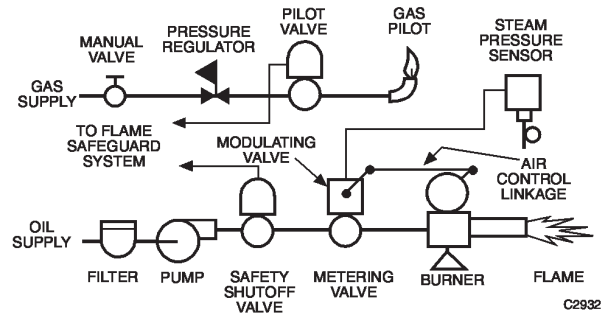 MANUAL
VALVE
PRESSURE
REGULATOR
PILOT
VALVE
GAS
PILOT
STEAM
PRESSURE
SENSOR
GAS
SUPPLY
TO FLAME
SAFEGUARD
SYSTEM
MODULATING
VALVE
AIR
CONTROL
LINKAGE
OIL
SUPPLY
FILTER
PUMP
SAFETY
SHUTOFF
VALVE
METERING
VALVE
BURNER
FLAME
C2932